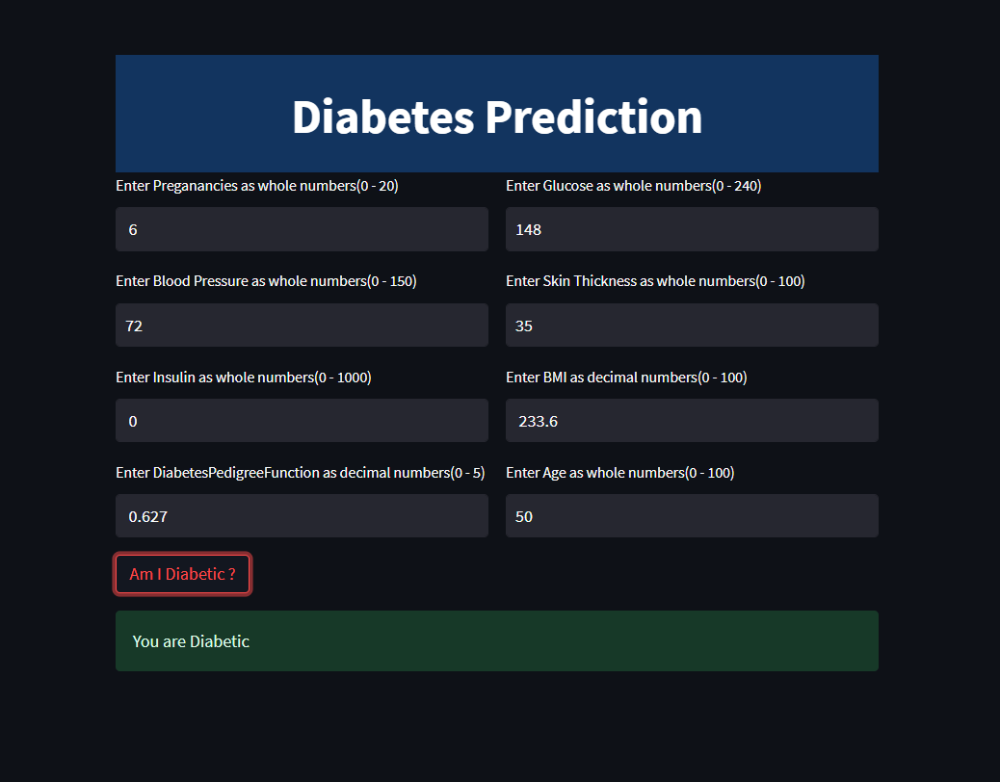 Diabetes Prediction
Enter Preganancies as whole numbers(0 - 20)
6
Enter Glucose as whole numbers(0 - 240)
148
Enter Blood Pressure as whole numbers(0 - 150)
72
Enter Skin Thickness as whole numbers(0 - 100)
35
Enter Insulin as whole numbers(0 - 1000)
0
Enter BMI as decimal numbers(0 - 100)
233.6
Enter DiabetesPedigreeFunction as decimal numbers(0 - 5)
0.627
Enter Age as whole numbers(0 - 100)
50
Am I Diabetic ?
You are Diabetic